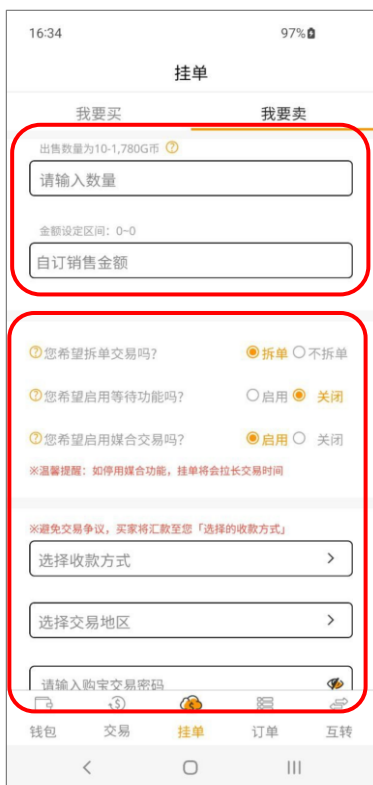 16:34 97%
挂单
我要买 我要卖
出售数量为10-1,780G币 ?
请输入数量
金额设定区间：0~0
自订销售金额
?您希望拆单交易吗? 拆单 不拆单
?您希望启用等待功能吗? 启用 关闭
?您希望启用媒合交易吗? 启用 关闭
※温馨提醒：如停用媒合功能，挂单将会拉长交易时间
※避免交易争议，买家将汇款至您「选择的收款方式」
选择收款方式
选择交易地区
请输入购宝交易密码
钱包 交易 挂单 订单 互转